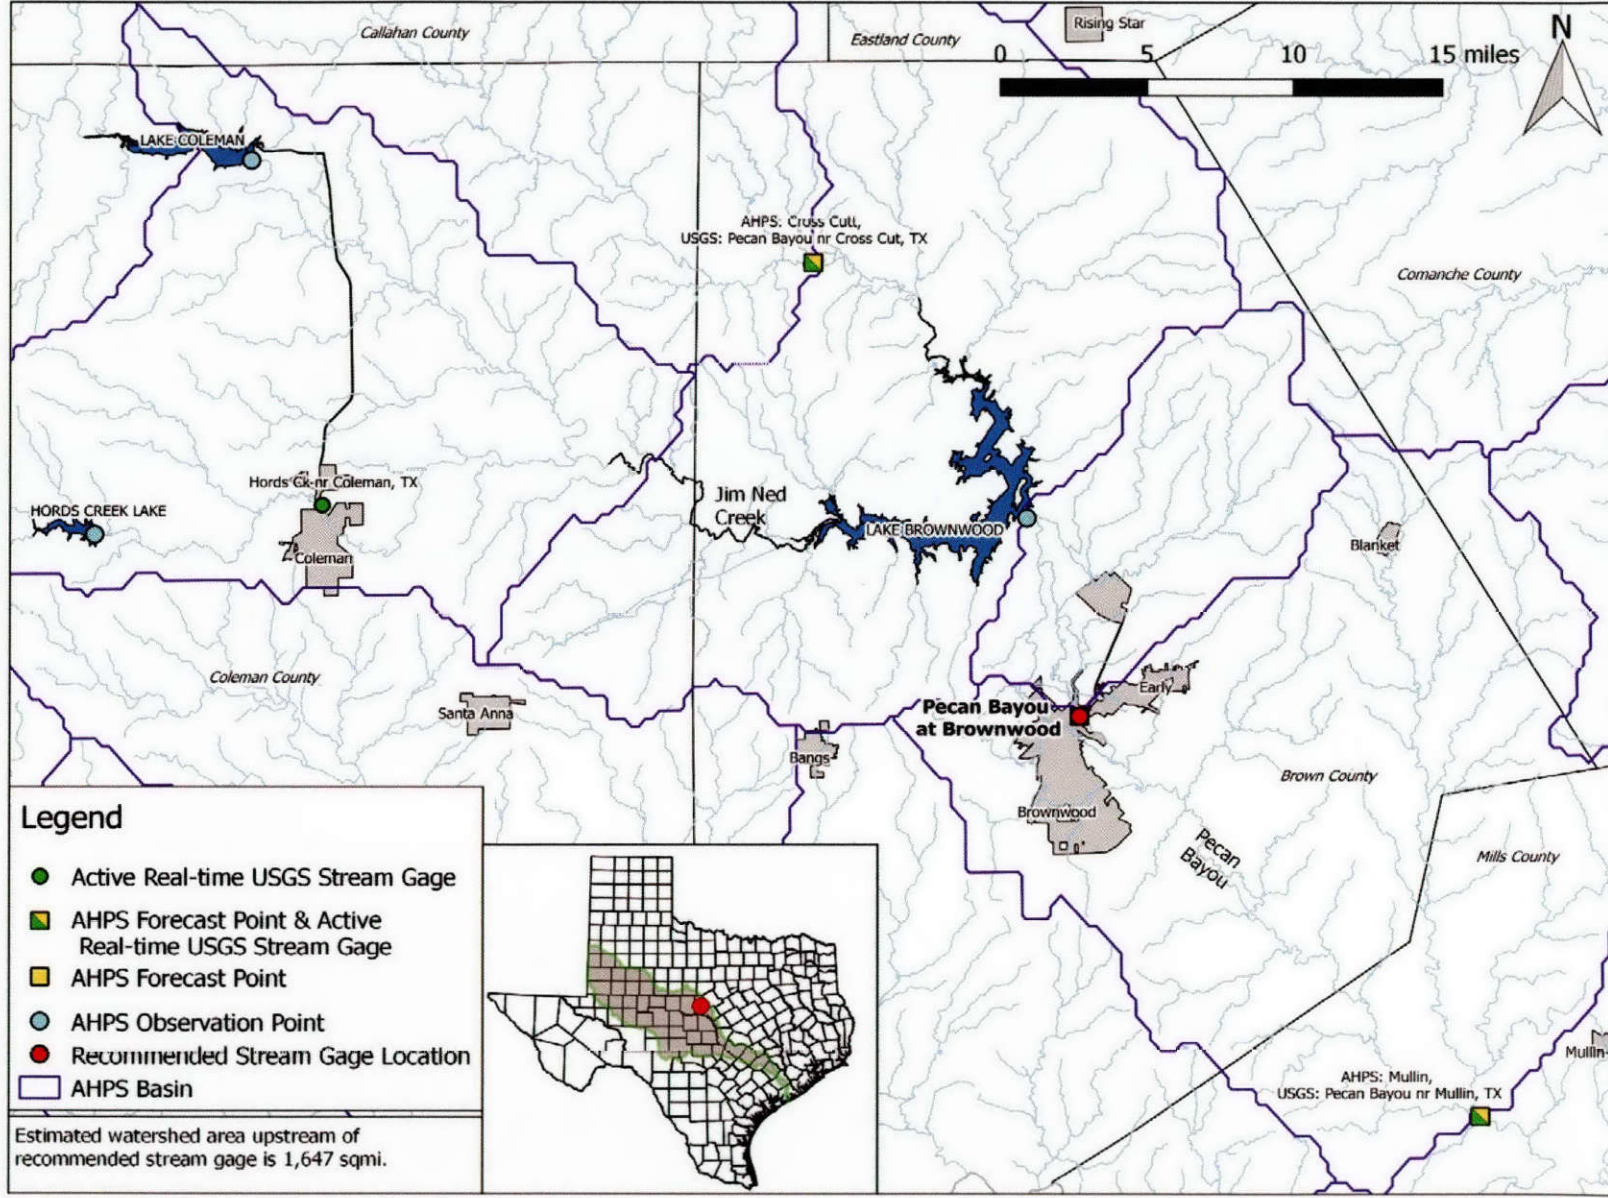 Callahan County
Eastland County
Rising Star
N
0 5 10 15 miles
LAKE COLEMAN
AHPS: Cross Cutt,
USGS: Pecan Bayou nr Cross Cut, TX
Comanche County
Hords Ck nr Coleman, TX
HORDS CREEK LAKE
Jim Ned
Creek
LAKE BROWNWOOD
Coleman
Blanket
Coleman County
Santa Anna
Early
Pecan Bayou
at Brownwood
Bangs
Brown County
Brownwood
Pecan
Bayou
Mills County
Legend
Active Real-time USGS Stream Gage
AHPS Forecast Point & Active
Real-time USGS Stream Gage
AHPS Forecast Point
AHPS Observation Point
Recommended Stream Gage Location
AHPS Basin
Mullin
AHPS: Mullin,
USGS: Pecan Bayou nr Mullin, TX
Estimated watershed area upstream of
recommended stream gage is 1,647 sqmi.